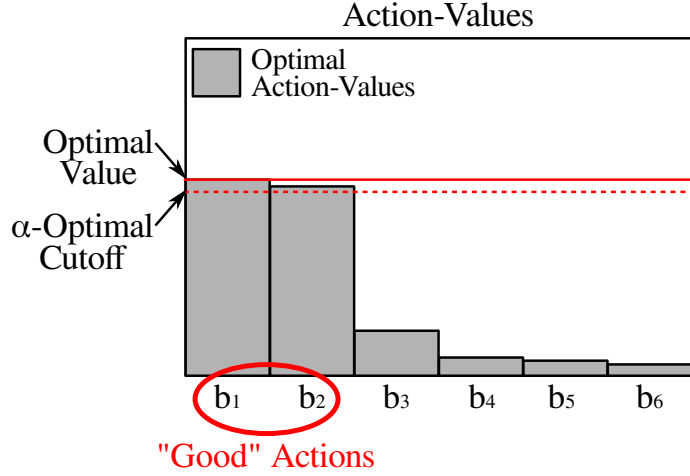 Action-Values
Optimal
Action-Values
Optimal
Value
α-Optimal
Cutoff
b₁ b₂ b₃ b₄ b₅ b₆
"Good" Actions